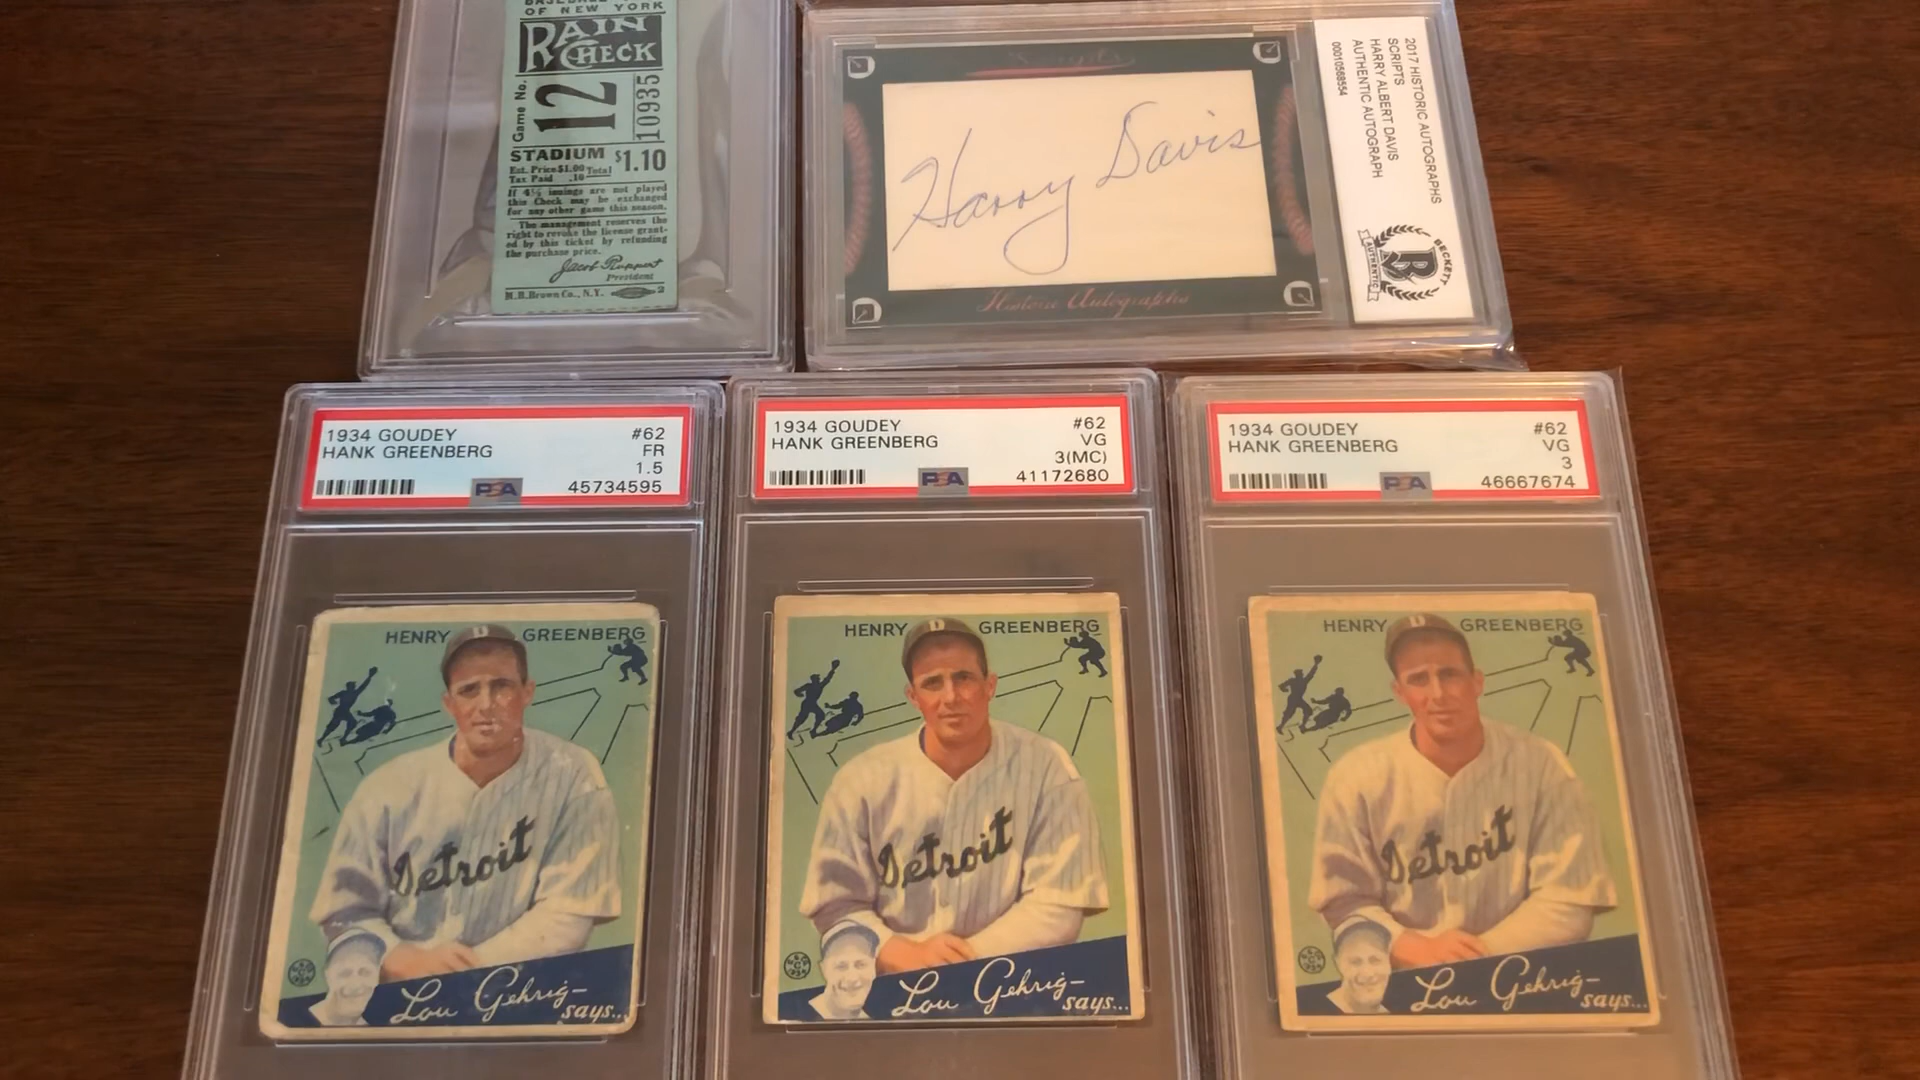 OF NEW YORK
RAIN
CHECK
Game No.
12
10935
STADIUM $1.10
Est. Price $1.00 Total
Tax Paid .10
If 4½ innings are not played
this Check may be exchanged
for any other game this season.
The management reserves the
right to revoke the license grant-
ed by this ticket by refunding
the purchase price.
Jacob Ruppert
President
M.B. Brown Co., N.Y. 2
Harry Davis
Historic Autographs
2017 HISTORIC AUTOGRAPHS
SCRIPTS
HARRY ALBERT DAVIS
AUTHENTIC AUTOGRAPH
BECKETT
B
AUTHENTIC
1934 GOUDEY #62
HANK GREENBERG FR
1.5
PSA 45734595
1934 GOUDEY #62
HANK GREENBERG VG
3(MC)
PSA 41172680
1934 GOUDEY #62
HANK GREENBERG VG
3
PSA 46667674
HENRY D GREENBERG
Detroit
Lou Gehrig-
says...
HENRY D GREENBERG
Detroit
Lou Gehrig-
says...
HENRY D GREENBERG
Detroit
Lou Gehrig-
says...